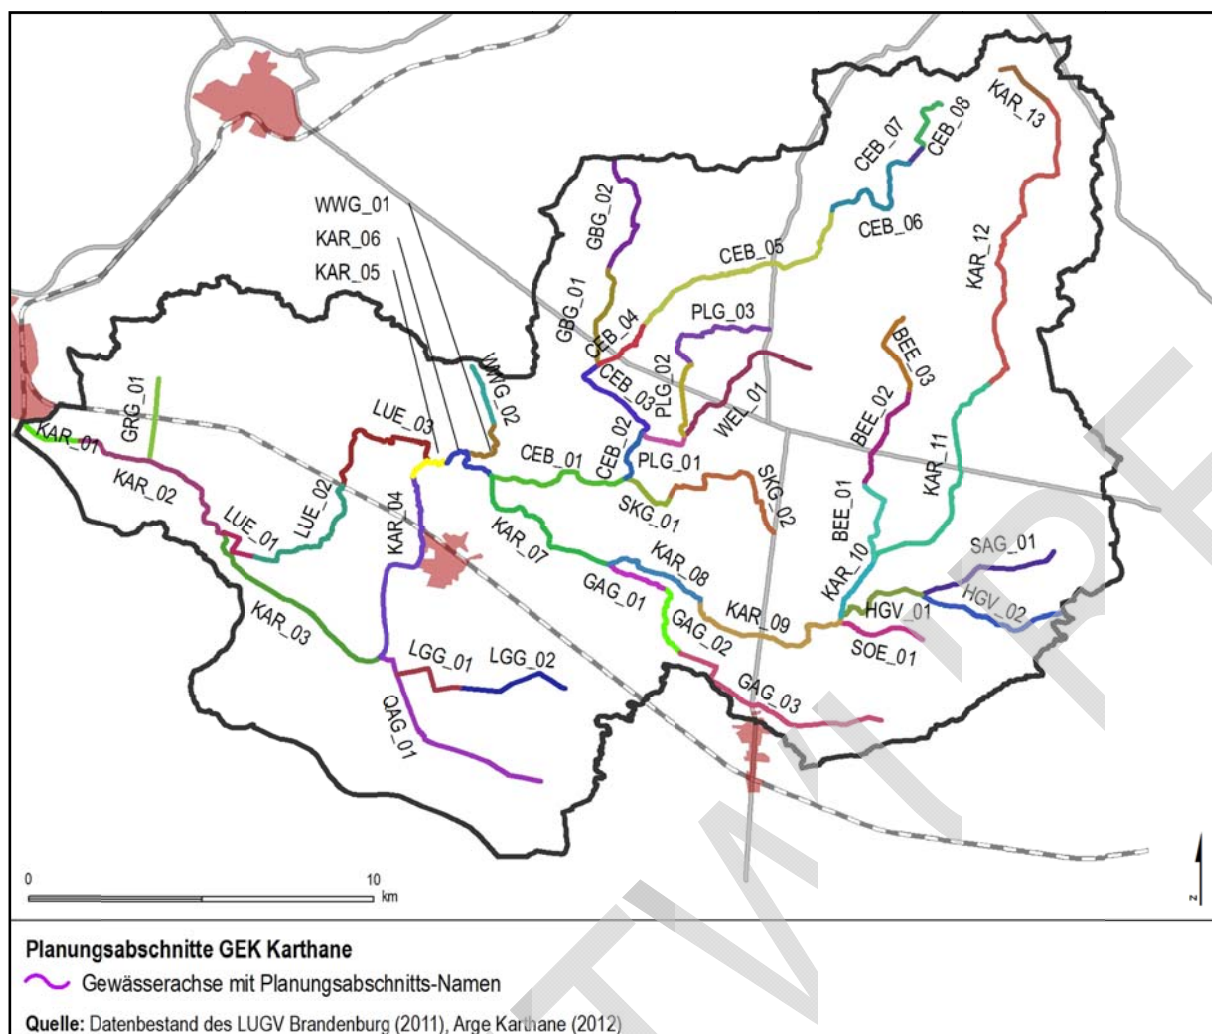 KAR_13
CEB_07
CEB_08
GBG_02
WWG_01
KAR_06
KAR_05
CEB_06
CEB_05
KAR_12
GBG_01
CEB_04
PLG_03
BEE_03
WWG_02
CEB_03
PLG_02
WEL_01
BEE_02
GRG_01
LUE_03
KAR_01
KAR_11
CEB_02
PLG_01
CEB_01
KAR_02
LUE_02
SKG_01
SKG_02
KAR_04
BEE_01
LUE_01
KAR_07
KAR_08
KAR_10
SAG_01
GAG_01
HGV_01
HGV_02
KAR_03
GAG_02
KAR_09
SOE_01
LGG_01
LGG_02
QAG_01
GAG_03
0
10
km
N
Planungsabschnitte GEK Karthane
Gewässerachse mit Planungsabschnitts-Namen
Quelle: Datenbestand des LUGV Brandenburg (2011), Arge Karthane (2012)